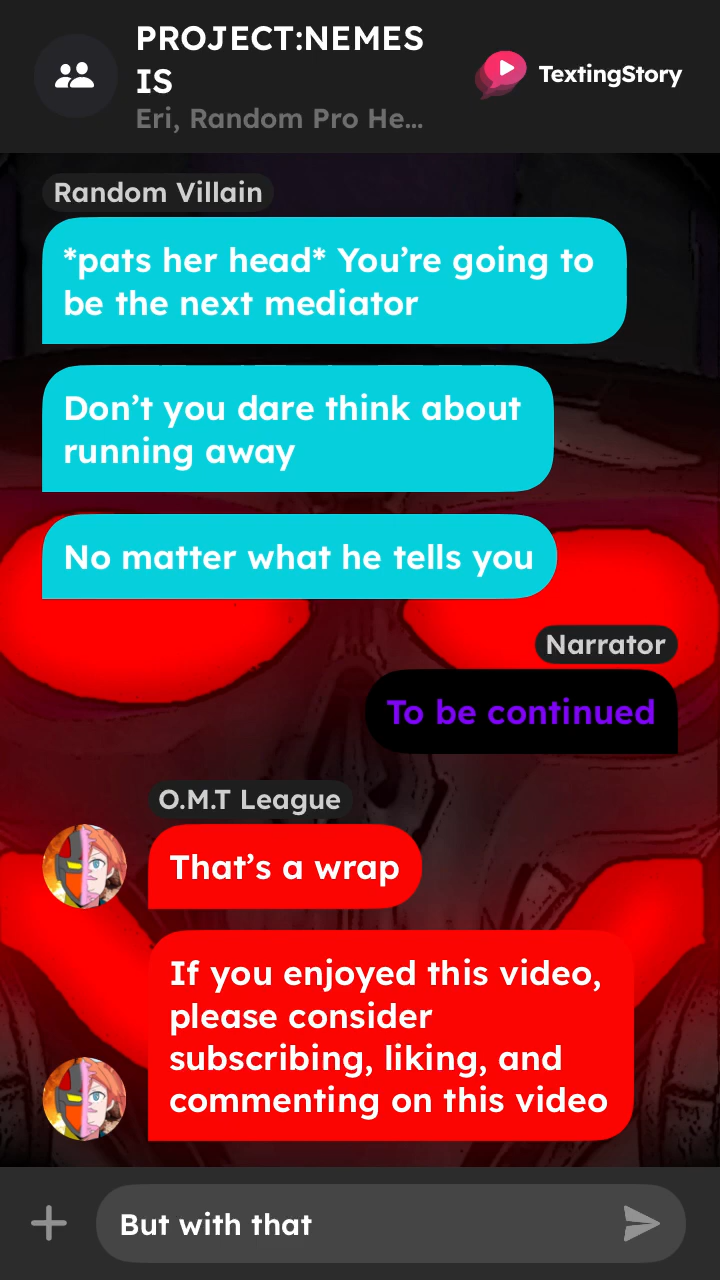 PROJECT:NEMES
IS
Eri, Random Pro He...
TextingStory
Random Villain
*pats her head* You’re going to
be the next mediator
Don’t you dare think about
running away
No matter what he tells you
Narrator
To be continued
O.M.T League
That’s a wrap
If you enjoyed this video,
please consider
subscribing, liking, and
commenting on this video
But with that